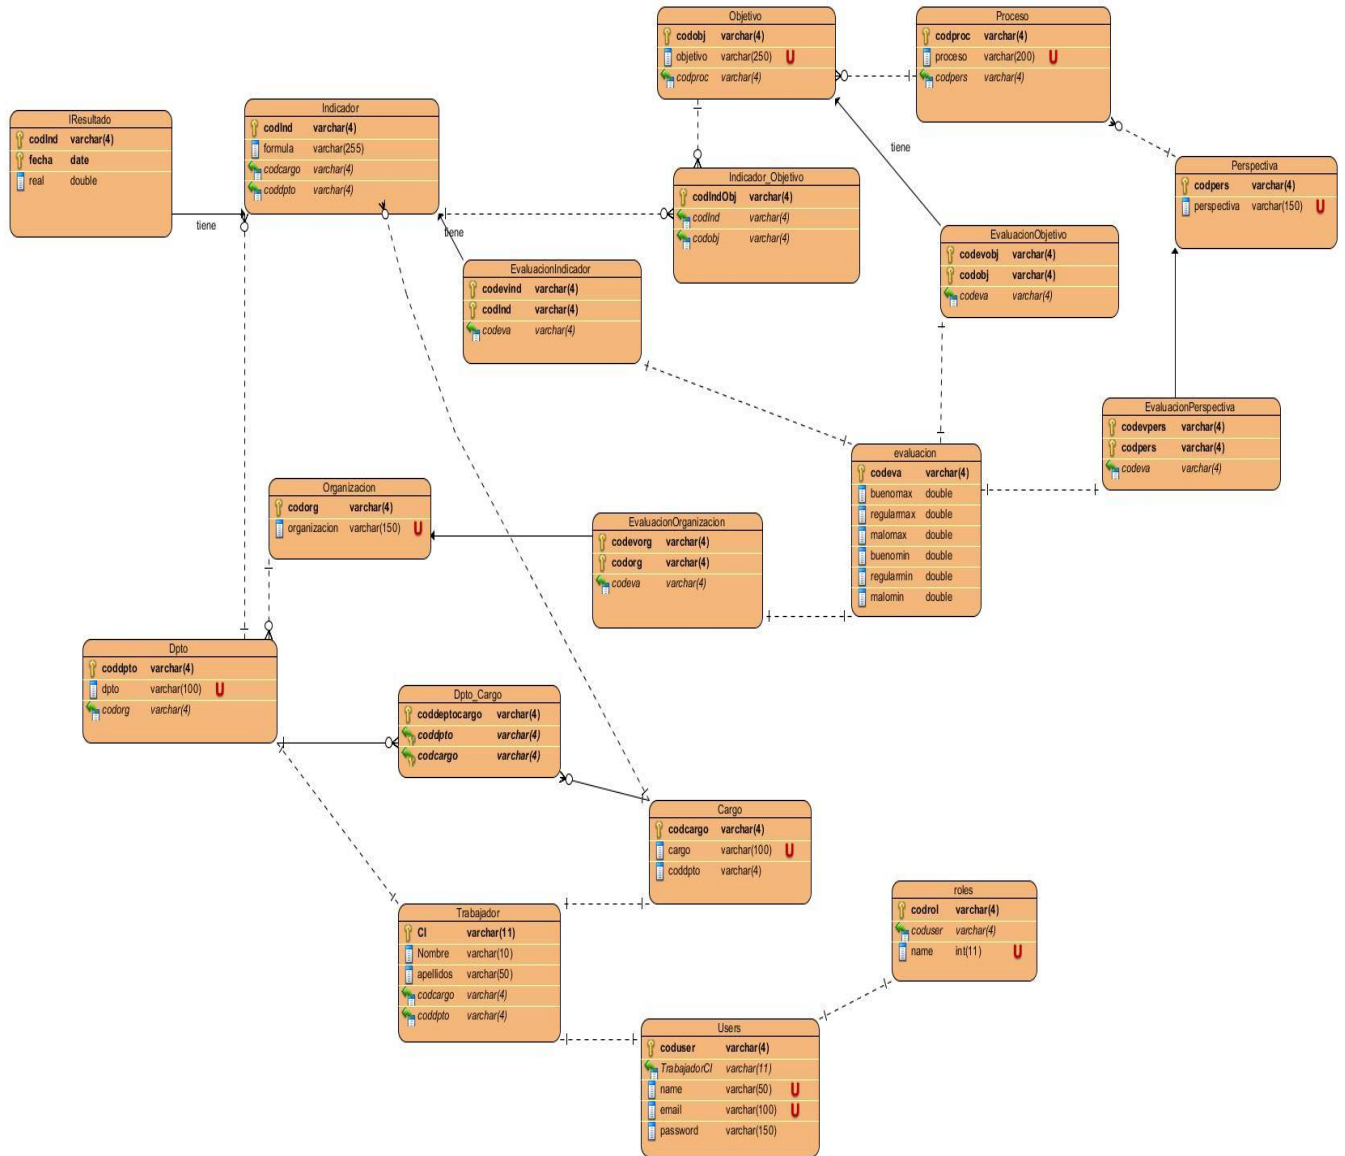 Objetivo
codobj varchar(4)
objetivo varchar(250) U
codproc varchar(4)
Proceso
codproc varchar(4)
proceso varchar(200) U
codpers varchar(4)
IResultado
codInd varchar(4)
fecha date
real double
Indicador
codInd varchar(4)
formula varchar(255)
codcargo varchar(4)
coddpto varchar(4)
tiene
tiene
tiene
Indicador_Objetivo
codIndObj varchar(4)
codInd varchar(4)
codobj varchar(4)
Perspectiva
codpers varchar(4)
perspectiva varchar(150) U
EvaluacionObjetivo
codevobj varchar(4)
codobj varchar(4)
codeva varchar(4)
EvaluacionIndicador
codevind varchar(4)
codInd varchar(4)
codeva varchar(4)
EvaluacionPerspectiva
codevpers varchar(4)
codpers varchar(4)
codeva varchar(4)
evaluacion
codeva varchar(4)
buenomax double
regularmax double
malomax double
buenomin double
regularmin double
malomin double
Organizacion
codorg varchar(4)
organizacion varchar(150) U
EvaluacionOrganizacion
codevorg varchar(4)
codorg varchar(4)
codeva varchar(4)
Dpto
coddpto varchar(4)
dpto varchar(100) U
codorg varchar(4)
Dpto_Cargo
coddeptocargo varchar(4)
coddpto varchar(4)
codcargo varchar(4)
Cargo
codcargo varchar(4)
cargo varchar(100) U
coddpto varchar(4)
Trabajador
CI varchar(11)
Nombre varchar(10)
apellidos varchar(50)
codcargo varchar(4)
coddpto varchar(4)
roles
codrol varchar(4)
coduser varchar(4)
name int(11) U
Users
coduser varchar(4)
TrabajadorCI varchar(11)
name varchar(50) U
email varchar(100) U
password varchar(150)